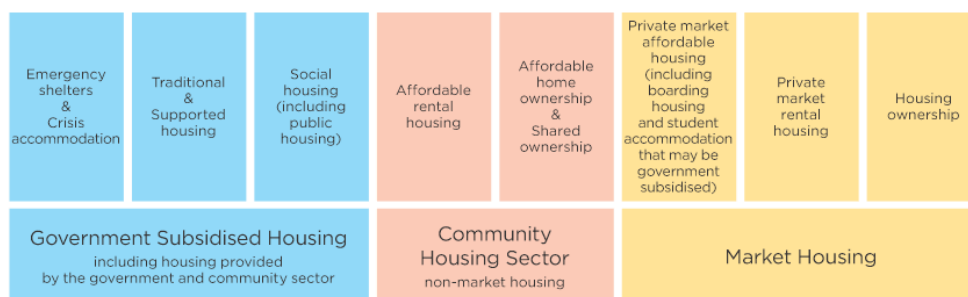 Emergency
shelters
&
Crisis
accommodation
Traditional
&
Supported
housing
Social
housing
(including
public
housing)
Affordable
rental
housing
Affordable
home
ownership
&
Shared
ownership
Private market
affordable
housing
(including
boarding
housing
and student
accommodation
that may be
government
subsidised)
Private
market
rental
housing
Housing
ownership
Government Subsidised Housing
including housing provided
by the government and community sector
Community
Housing Sector
non-market housing
Market Housing